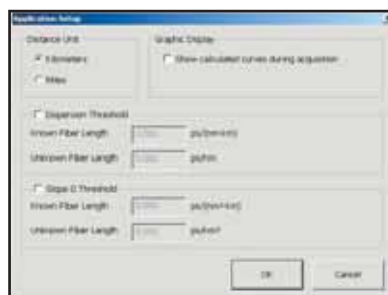 Application Setup
Distance Unit
Kilometers
Miles
Graphic Display
Show calculated curves during acquisition
Dispersion Threshold
Known Fiber Length
Unknown Fiber Length
Slope 0 Threshold
Known Fiber Length
Unknown Fiber Length
OK
Cancel